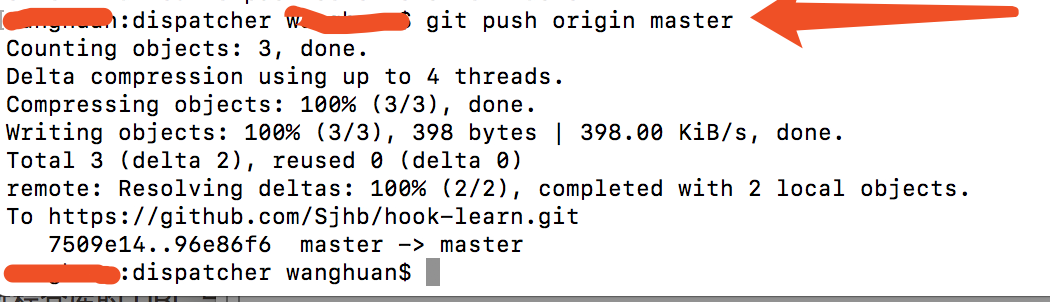 :dispatcher $ git push origin master
Counting objects: 3, done.
Delta compression using up to 4 threads.
Compressing objects: 100% (3/3), done.
Writing objects: 100% (3/3), 398 bytes | 398.00 KiB/s, done.
Total 3 (delta 2), reused 0 (delta 0)
remote: Resolving deltas: 100% (2/2), completed with 2 local objects.
To https://github.com/Sjhb/hook-learn.git
7509e14..96e86f6 master -> master
:dispatcher wanghuan$